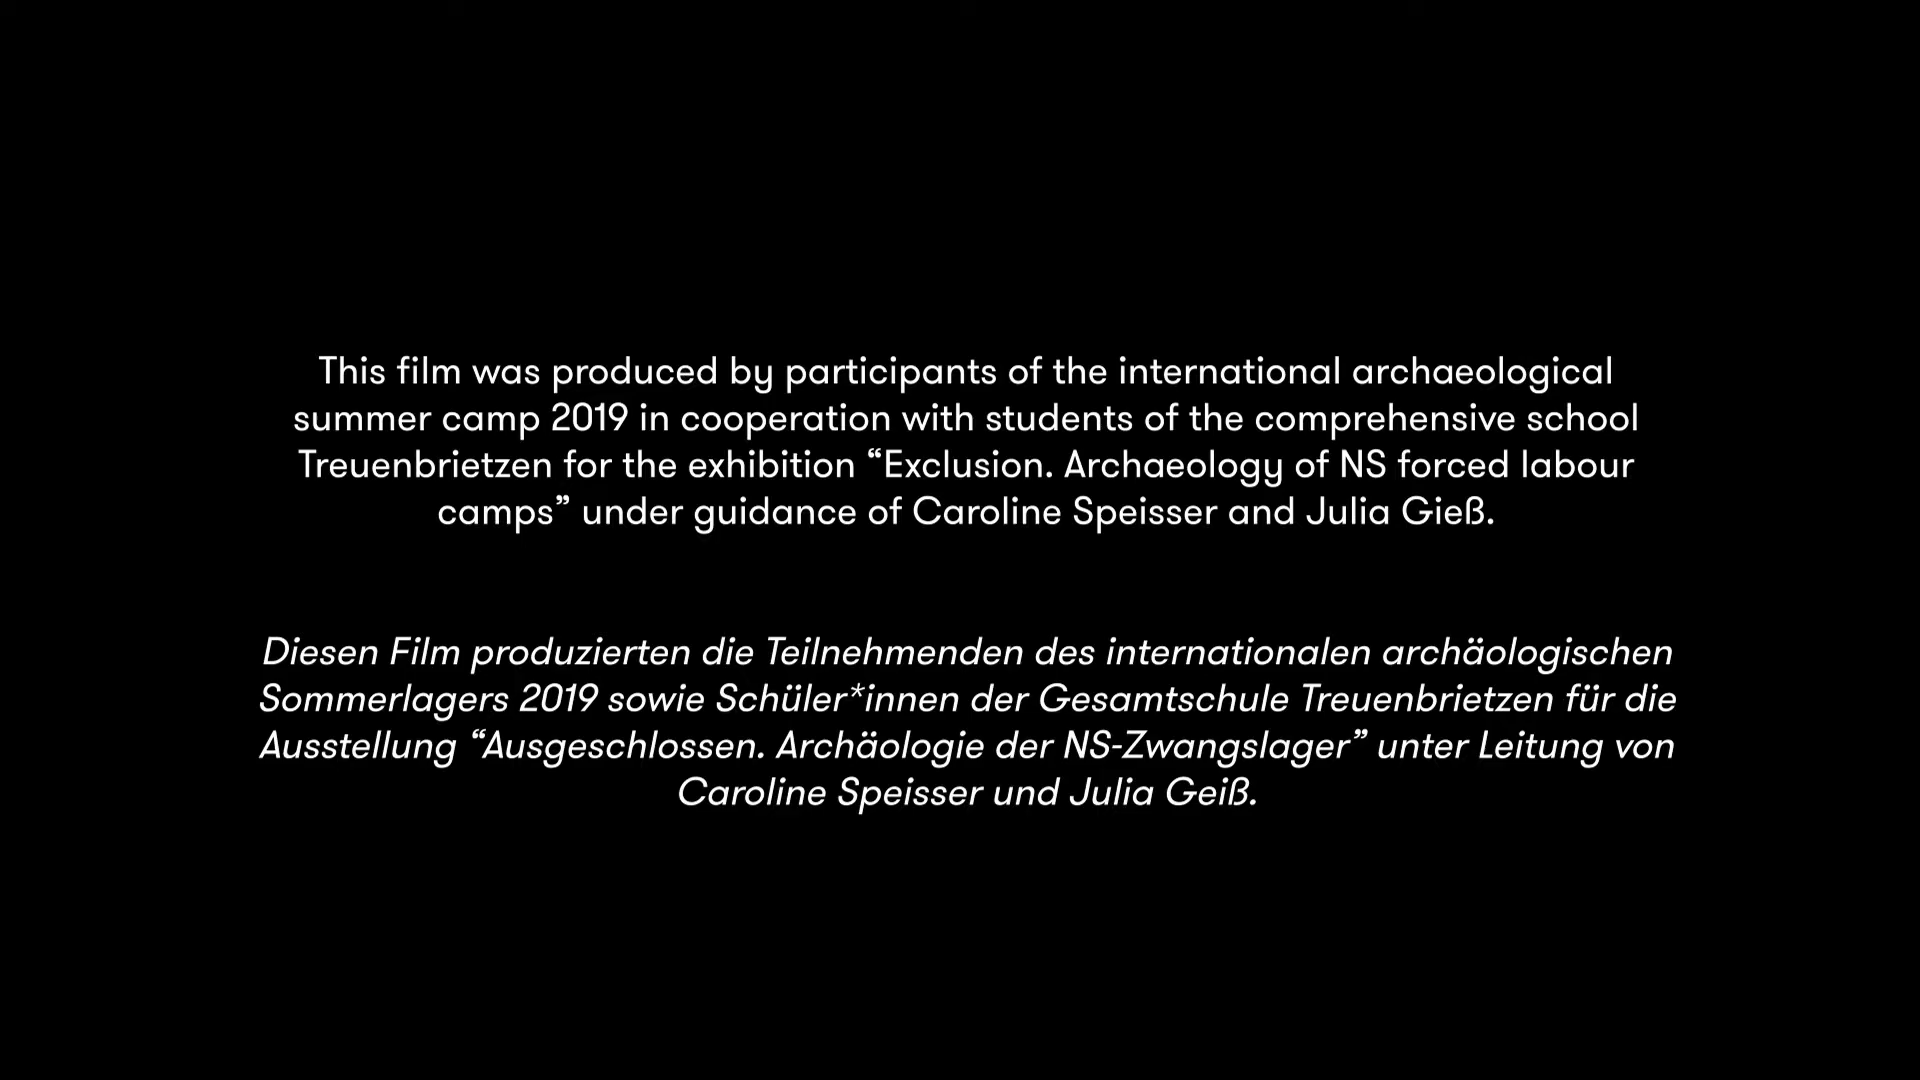 This film was produced by participants of the international archaeological
summer camp 2019 in cooperation with students of the comprehensive school
Treuenbrietzen for the exhibition “Exclusion. Archaeology of NS forced labour
camps” under guidance of Caroline Speisser and Julia Gieß.
Diesen Film produzierten die Teilnehmenden des internationalen archäologischen
Sommerlagers 2019 sowie Schüler*innen der Gesamtschule Treuenbrietzen für die
Ausstellung “Ausgeschlossen. Archäologie der NS-Zwangslager” unter Leitung von
Caroline Speisser und Julia Geiß.